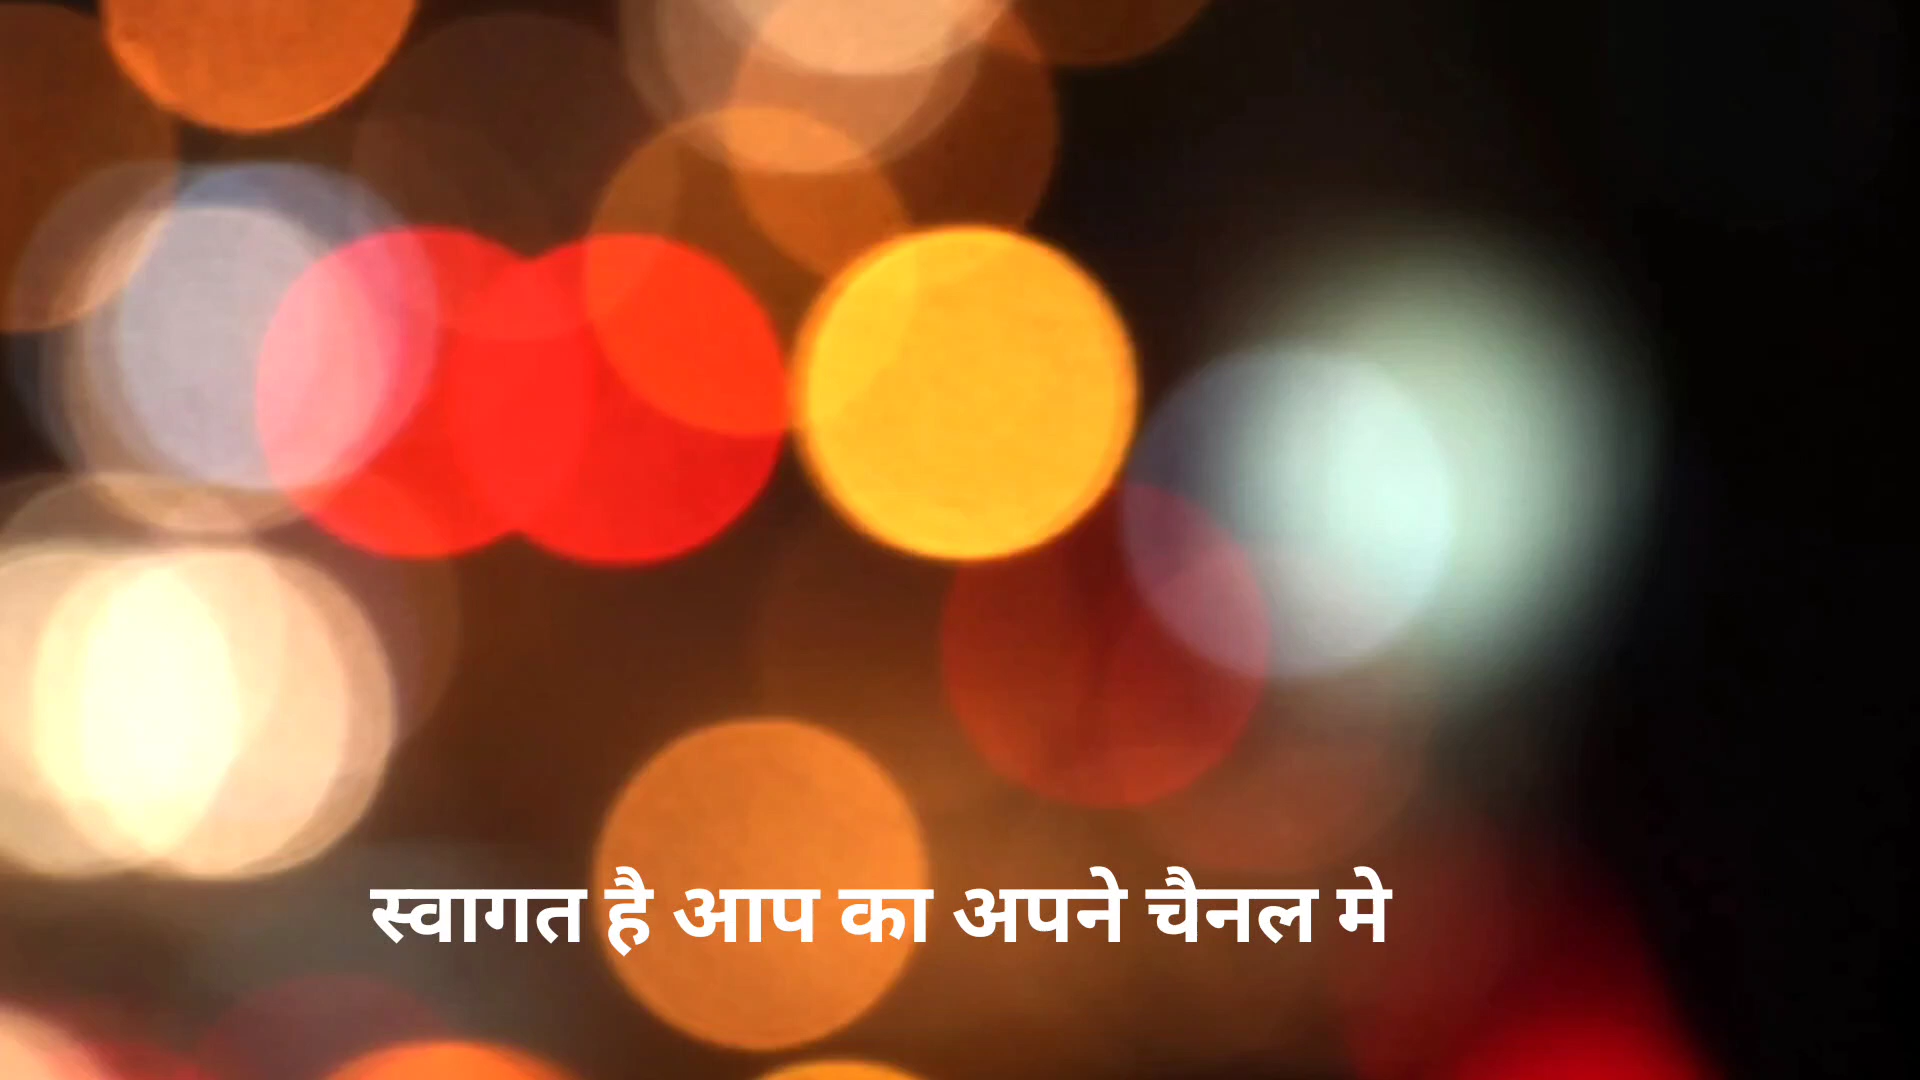 स्वागत है आप का अपने चैनल मे